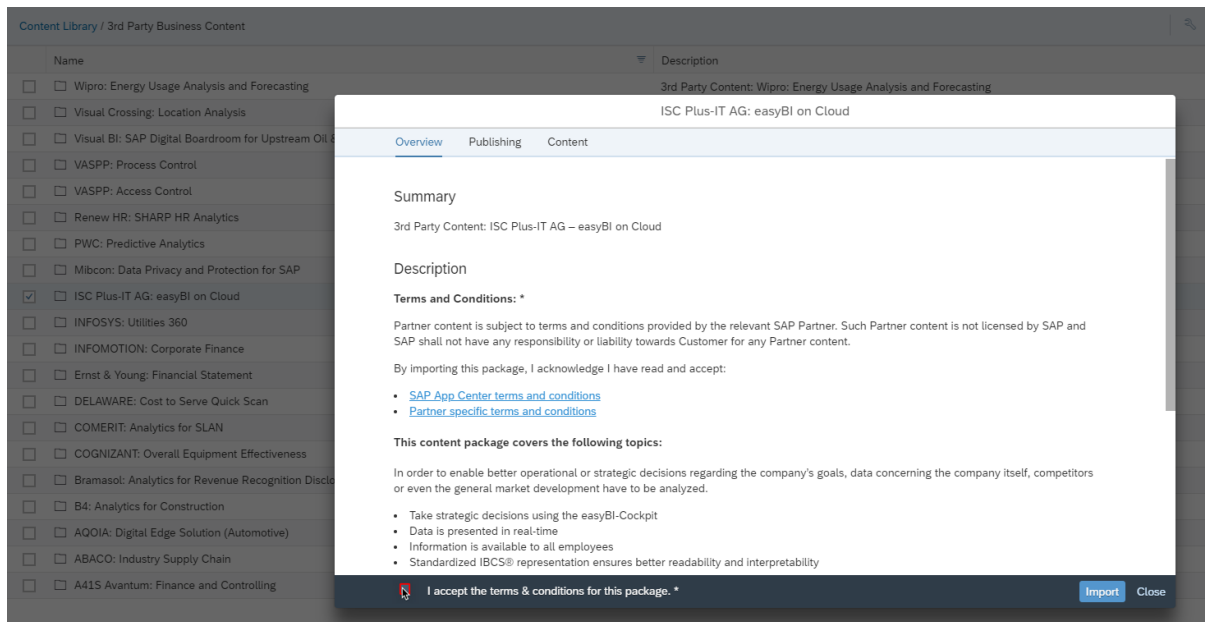 Content Library / 3rd Party Business Content
Name
Description
Wipro: Energy Usage Analysis and Forecasting
3rd Party Content: Wipro: Energy Usage Analysis and Forecasting
Visual Crossing: Location Analysis
Visual BI: SAP Digital Boardroom for Upstream Oil &
VASPP: Process Control
VASPP: Access Control
Renew HR: SHARP HR Analytics
PWC: Predictive Analytics
Mibcon: Data Privacy and Protection for SAP
ISC Plus-IT AG: easyBI on Cloud
INFOSYS: Utilities 360
INFOMOTION: Corporate Finance
Ernst & Young: Financial Statement
DELAWARE: Cost to Serve Quick Scan
COMERIT: Analytics for SLAN
COGNIZANT: Overall Equipment Effectiveness
Bramasol: Analytics for Revenue Recognition Disclo
B4: Analytics for Construction
AQOIA: Digital Edge Solution (Automotive)
ABACO: Industry Supply Chain
A41S Avantum: Finance and Controlling
ISC Plus-IT AG: easyBI on Cloud
Overview Publishing Content
Summary
3rd Party Content: ISC Plus-IT AG – easyBI on Cloud
Description
Terms and Conditions: *
Partner content is subject to terms and conditions provided by the relevant SAP Partner. Such Partner content is not licensed by SAP and
SAP shall not have any responsibility or liability towards Customer for any Partner content.
By importing this package, I acknowledge I have read and accept:
• SAP App Center terms and conditions
• Partner specific terms and conditions
This content package covers the following topics:
In order to enable better operational or strategic decisions regarding the company's goals, data concerning the company itself, competitors
or even the general market development have to be analyzed.
• Take strategic decisions using the easyBI-Cockpit
• Data is presented in real-time
• Information is available to all employees
• Standardized IBCS® representation ensures better readability and interpretability
I accept the terms & conditions for this package. *
Import Close